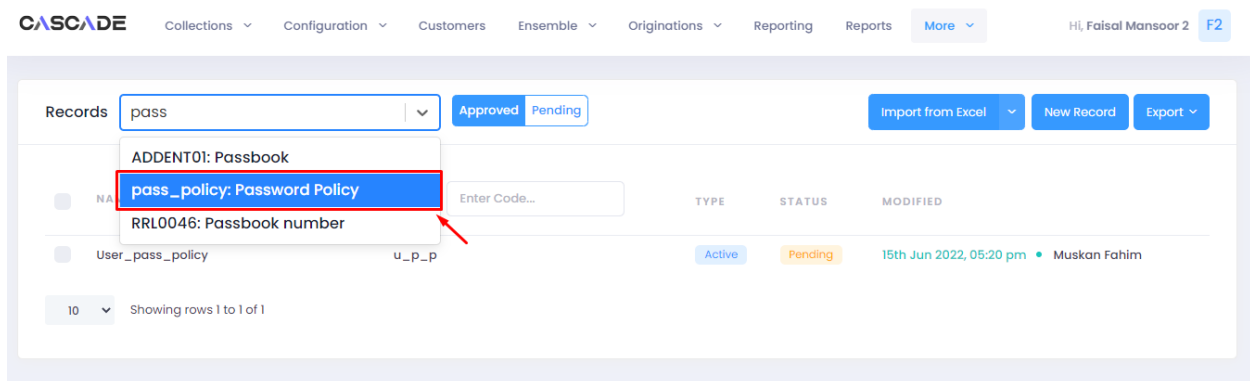 CASCADE Collections Configuration Customers Ensemble Originations Reporting Reports More Hi, Faisal Mansoor 2 F2
Records pass Approved Pending Import from Excel New Record Export
ADDENT01: Passbook
pass_policy: Password Policy
NA Enter Code... TYPE STATUS MODIFIED
RRL0046: Passbook number
User_pass_policy u_p_p Active Pending 15th Jun 2022, 05:20 pm • Muskan Fahim
10 Showing rows 1 to 1 of 1